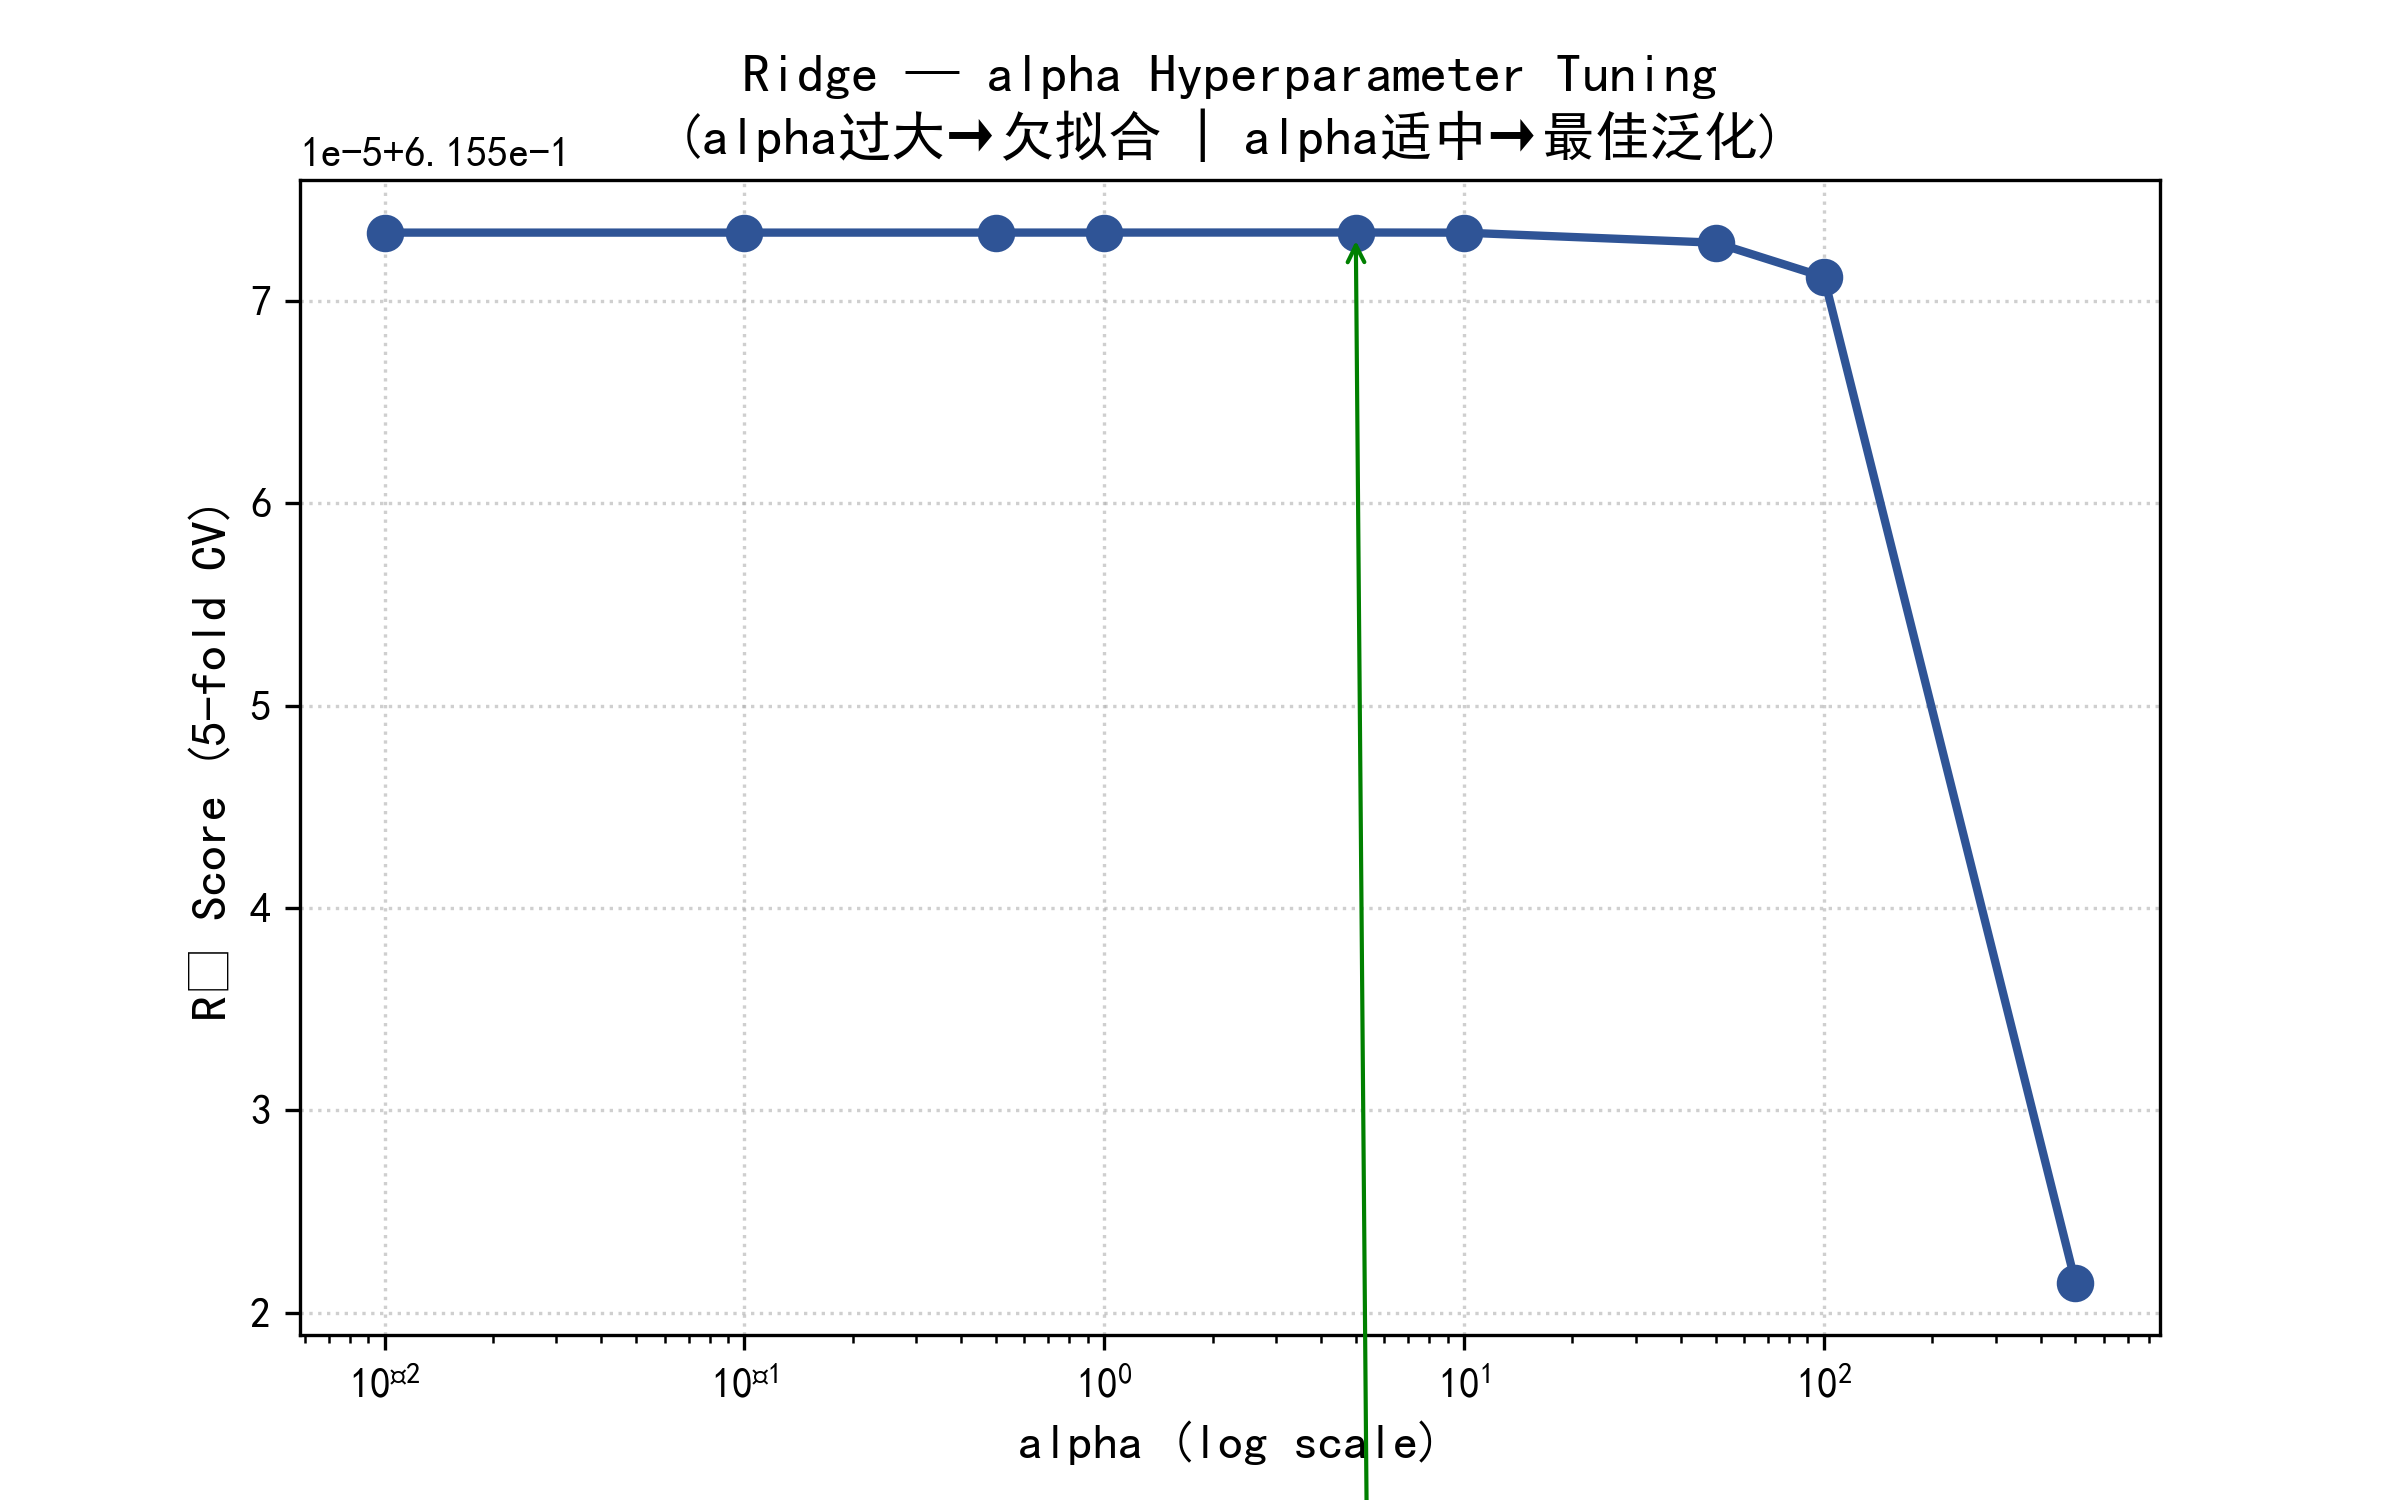 Ridge — alpha Hyperparameter Tuning
(alpha过大→欠拟合 | alpha适中→最佳泛化)
1e-5+6.155e-1
7
6
5
4
3
2
R□ Score (5-fold CV)
10¤2 10¤1 10⁰ 10¹ 10²
alpha (log scale)